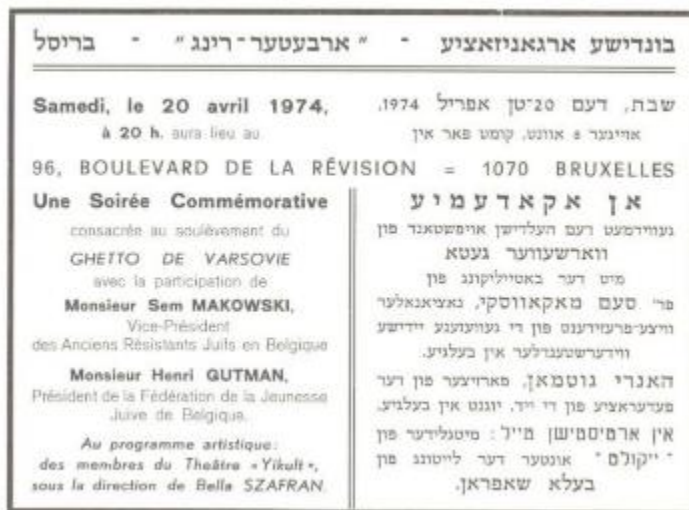 בונדישע ארגאניזאציע - "ארבעטער-רינג" - בריסל
Samedi, le 20 avril 1974,
à 20 h. aura lieu au
שבת, דעם 20־טן אפריל 1974,
אזייגער 8 אוונט, קומט פאר אין
96, BOULEVARD DE LA RÉVISION = 1070 BRUXELLES
Une Soirée Commémorative
consacrée au soulèvement du
GHETTO DE VARSOVIE
avec la participation de
Monsieur Sem MAKOWSKI,
Vice-Président
des Anciens Résistants Juifs en Belgique
Monsieur Henri GUTMAN,
Président de la Fédération de la Jeunesse
Juive de Belgique.
Au programme artistique:
des membres du Theâtre « Yikult »,
sous la direction de Bella SZAFRAN.
אן אקאדעמיע
געווידמעט דעם העלדישן אויפשטאנד פון
ווארשעווער געטא
מיט דער באטייליקונג פון
פר' סעם מאקאווסקי, נאציאנאלער
וויצע-פרעזידענט פון די געוועזענע יידישע
ווידערשטענדלער אין בעלגיע.
האנרי גוטמאן, פארזיצער פון דער
פעדעראציע פון די ייד. יוגנט אין בעלגיע.
אין ארטיסטישן טייל: מיטגלידער פון
"ייקולט" אונטער דער לייטונג פון
בעלא שאפראן.